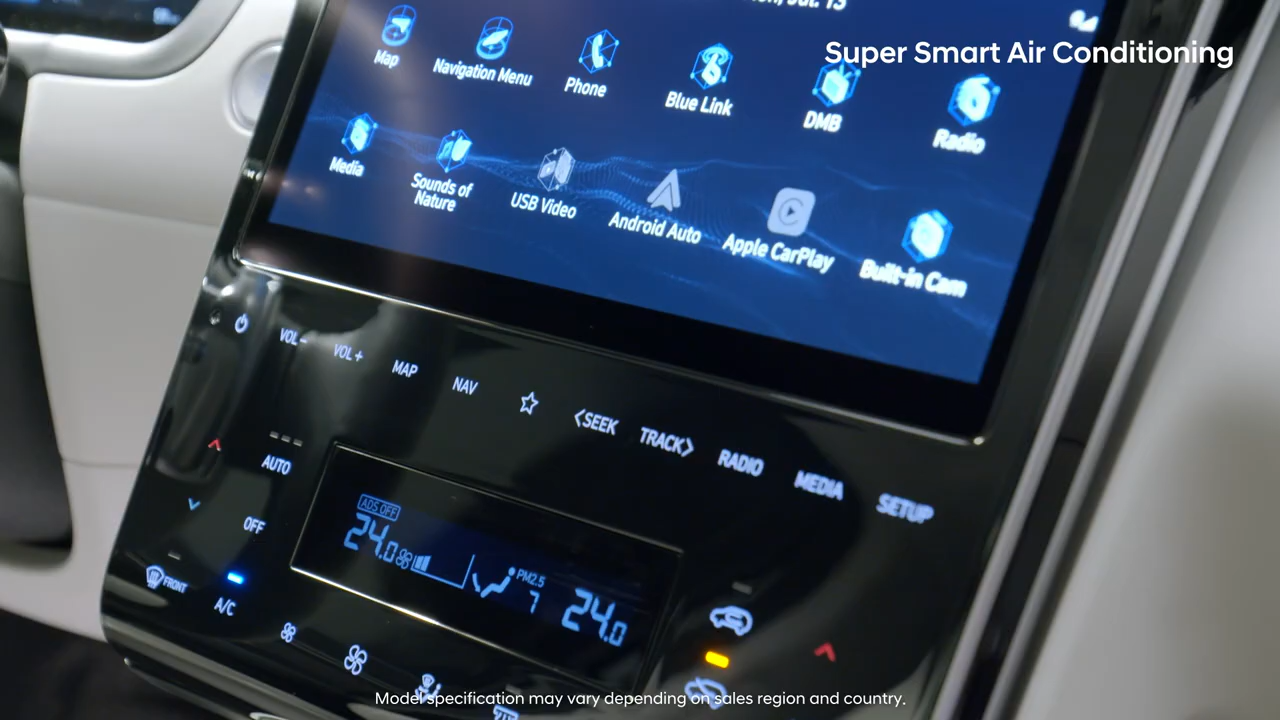 Super Smart Air Conditioning
Map
Navigation Menu
Phone
Blue Link
DMB
Radio
Media
Sounds of
Nature
USB Video
Android Auto
Apple CarPlay
Built-in Cam
VOL-
VOL+
MAP
NAV
<SEEK
TRACK>
RADIO
MEDIA
SETUP
AUTO
OFF
FRONT
A/C
ADS OFF
24.0
PM2.5
7
24.0
Model specification may vary depending on sales region and country.